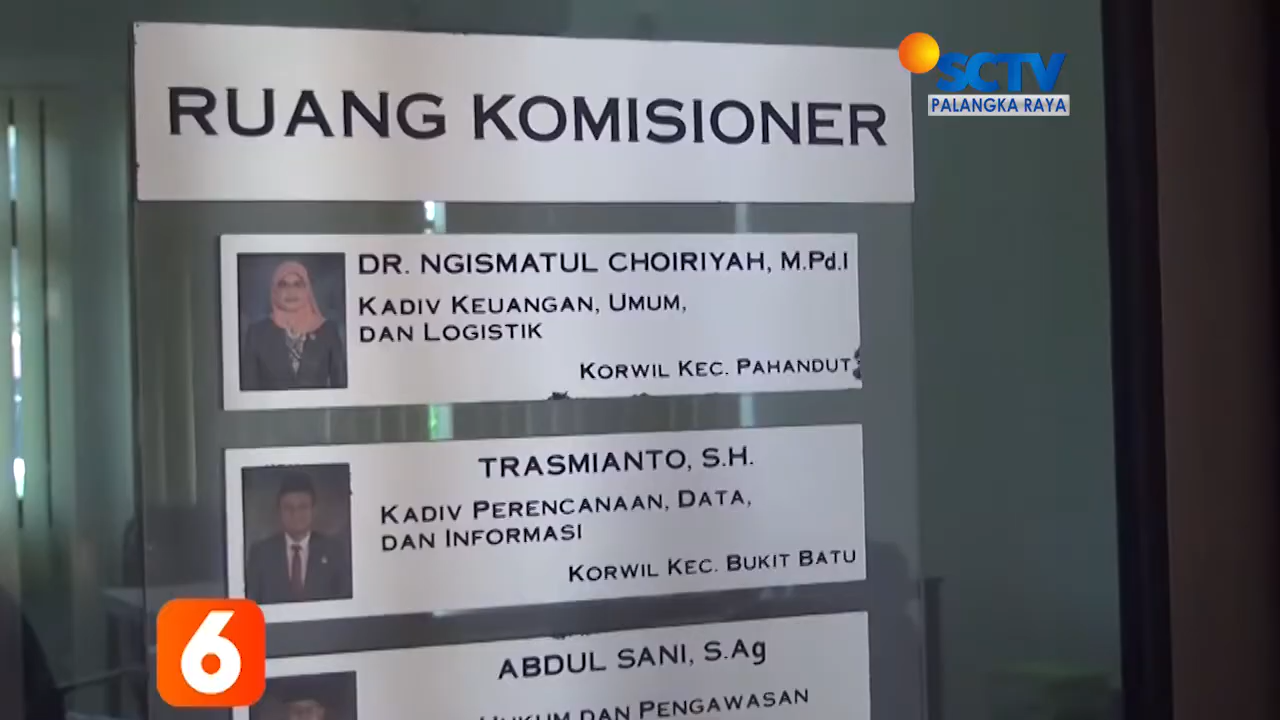 RUANG KOMISIONER
SCTV
PALANGKA RAYA
DR. NGISMATUL CHOIRIYAH, M.Pd.I
KADIV KEUANGAN, UMUM,
DAN LOGISTIK
KORWIL KEC. PAHANDUT
TRASMIANTO, S.H.
KADIV PERENCANAAN, DATA,
DAN INFORMASI
KORWIL KEC. BUKIT BATU
ABDUL SANI, S.Ag
HUKUM DAN PENGAWASAN
6